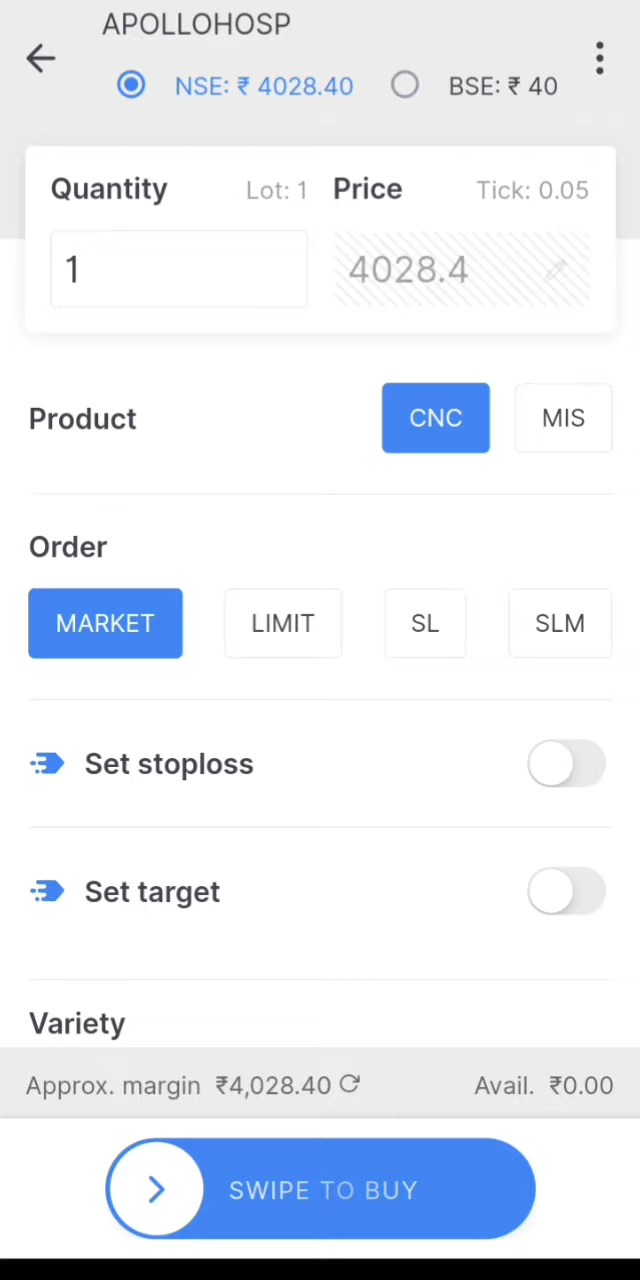 APOLLOHOSP
NSE: ₹ 4028.40 BSE: ₹ 40
Quantity Lot: 1 Price Tick: 0.05
1 4028.4
Product CNC MIS
Order
MARKET LIMIT SL SLM
Set stoploss
Set target
Variety
Approx. margin ₹4,028.40 Avail. ₹0.00
SWIPE TO BUY